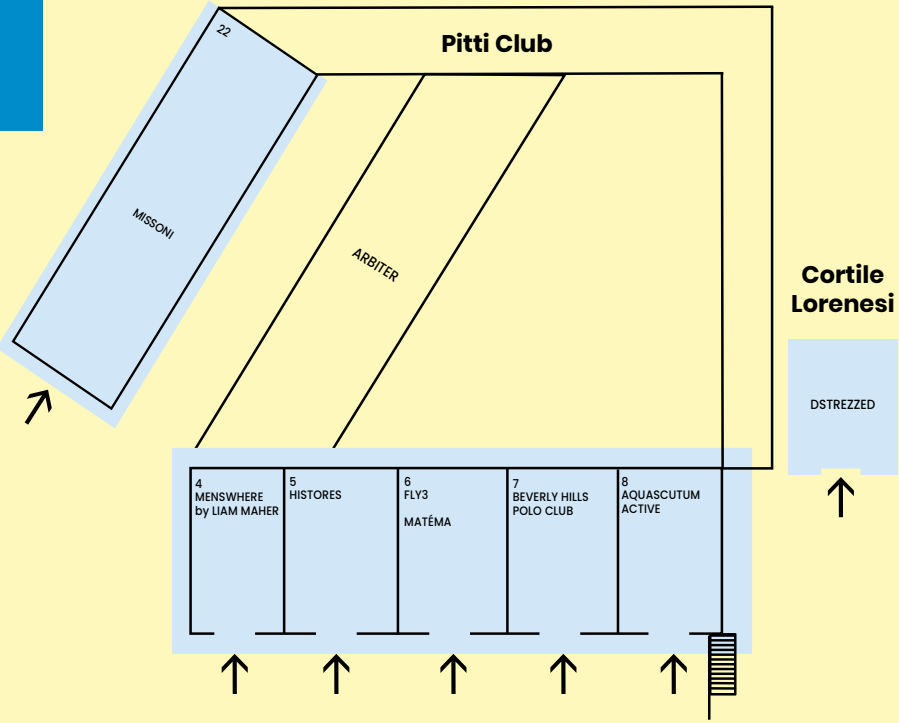 22
Pitti Club
MISSONI
ARBITER
Cortile
Lorenesi
DSTREZZED
4
MENSWHERE
by LIAM MAHER
5
HISTORES
6
FLY3
MATÉMA
7
BEVERLY HILLS
POLO CLUB
8
AQUASCUTUM
ACTIVE